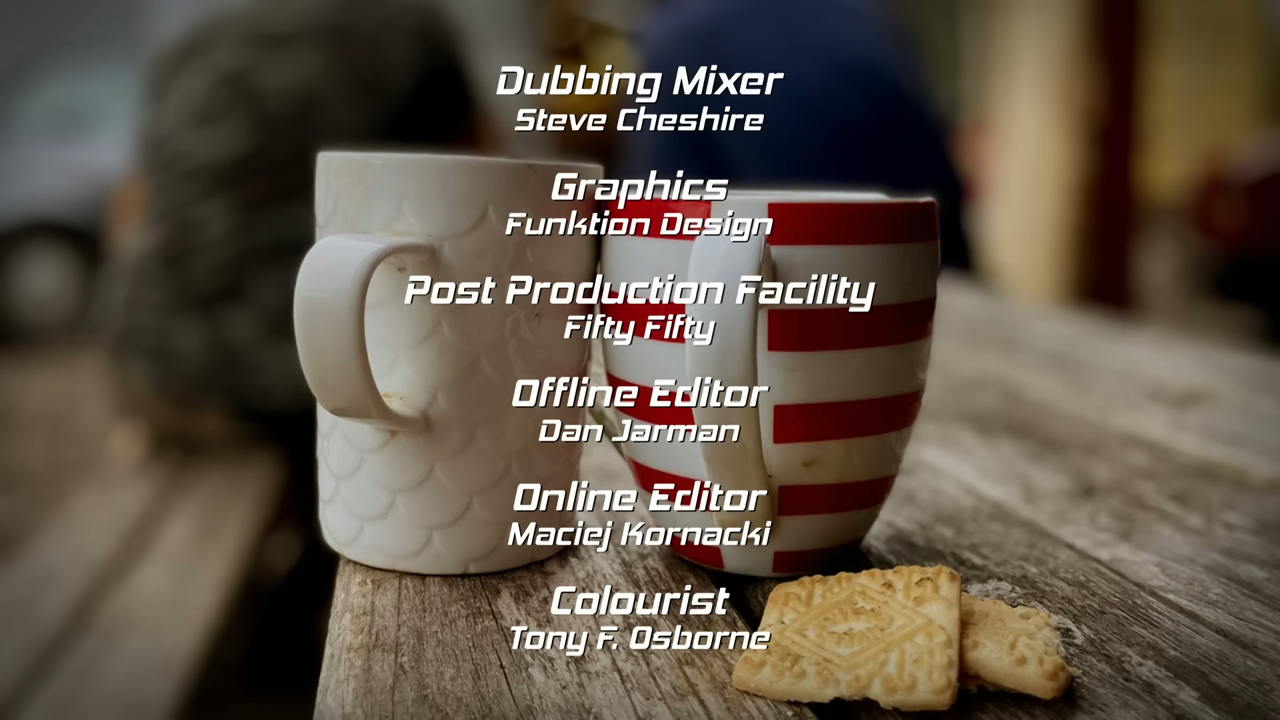 Dubbing Mixer
Steve Cheshire
Graphics
Funktion Design
Post Production Facility
Fifty Fifty
Offline Editor
Dan Jarman
Online Editor
Maciej Kornacki
Colourist
Tony F. Osborne